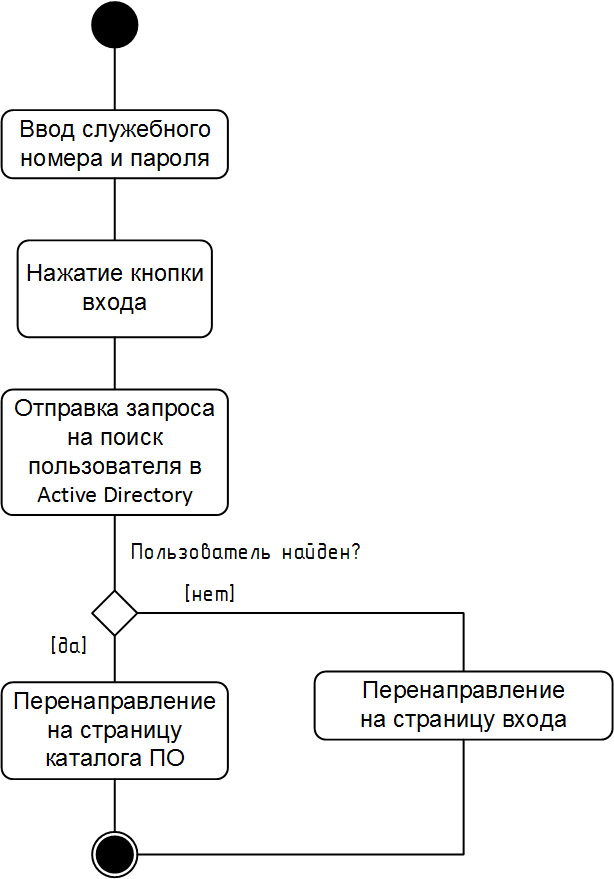 Ввод служебного
номера и пароля
Нажатие кнопки
входа
Отправка запроса
на поиск
пользователя в
Active Directory
Пользователь найден?
[нет]
[да]
Перенаправление
на страницу
каталога ПО
Перенаправление
на страницу входа